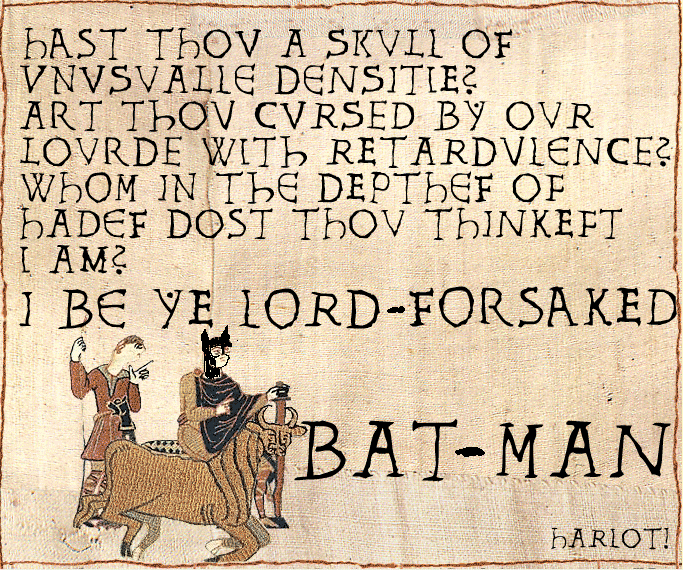 hAST ThOV A SKVLL OF
VNVSVALLE DENSITIE?
ART ThOV CVRSED BY OVR
LOVRDE WITh RETARDVLENCE?
WhOM IN ThE DEPThEF OF
hADEF DOST ThOV ThINKEFT
I AM?
I BE YE LORD-FORSAKED
BAT-MAN
hARLOT!